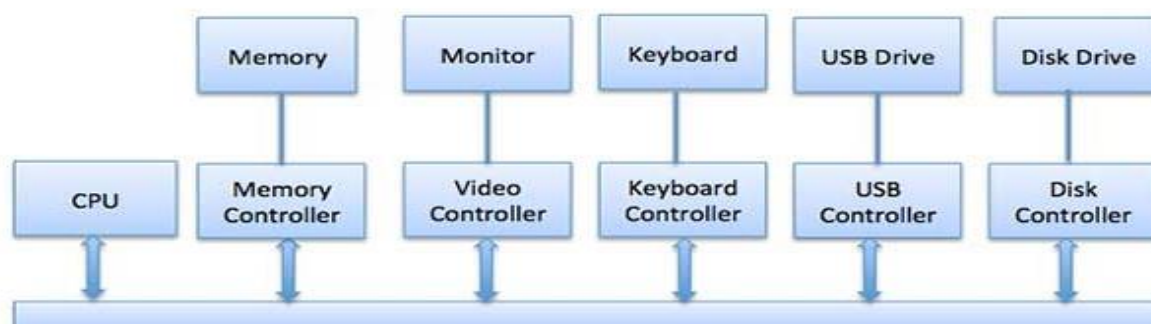 Memory
Monitor
Keyboard
USB Drive
Disk Drive
CPU
Memory
Controller
Video
Controller
Keyboard
Controller
USB
Controller
Disk
Controller